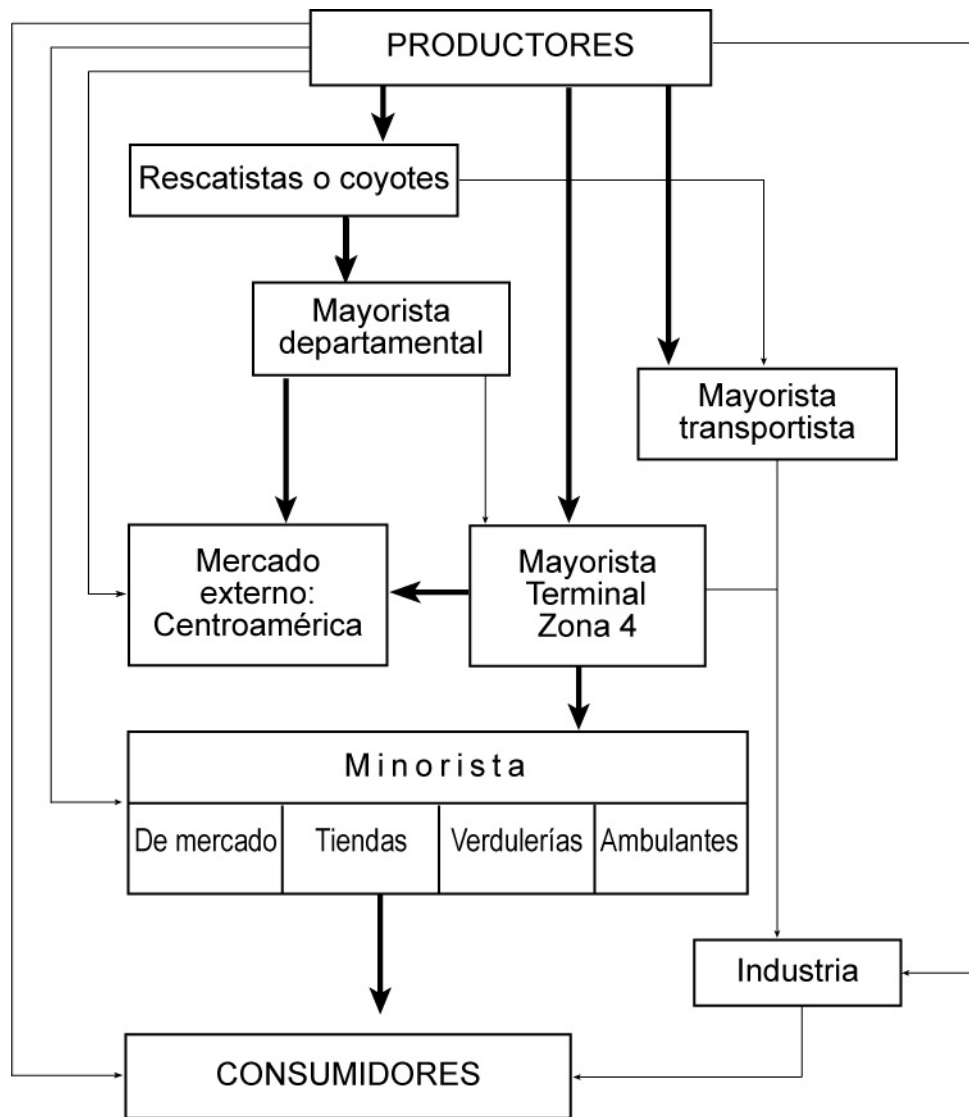 PRODUCTORES
Rescatistas o coyotes
Mayorista
departamental
Mayorista
transportista
Mercado
externo:
Centroamérica
Mayorista
Terminal
Zona 4
Minorista
De mercado
Tiendas
Verdulerías
Ambulantes
Industria
CONSUMIDORES